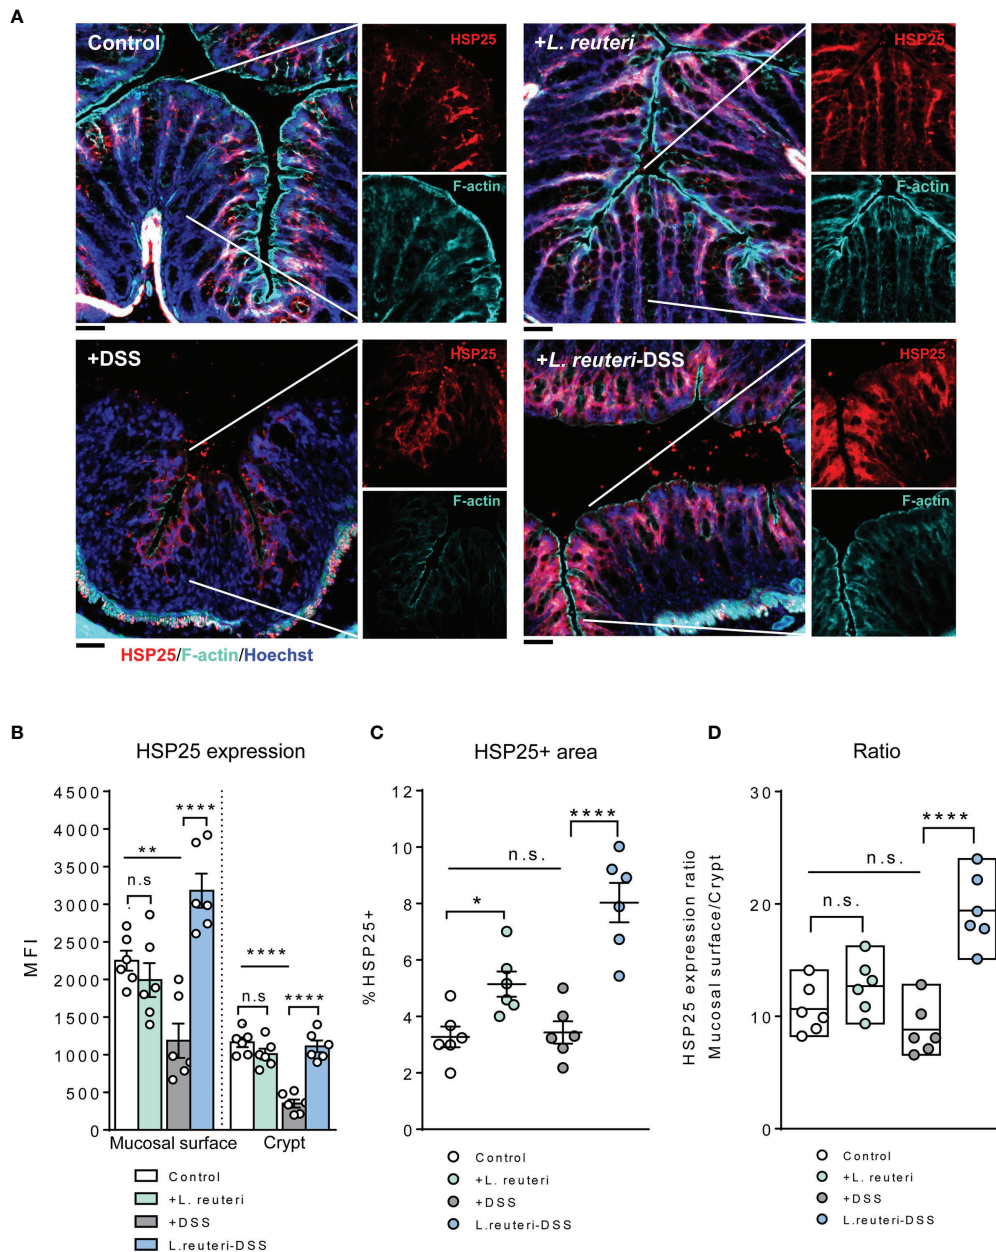 A
Control
HSP25
F-actin
+L. reuteri
HSP25
F-actin
+DSS
HSP25
F-actin
+L. reuteri-DSS
HSP25
F-actin
HSP25/F-actin/Hoechst
B
HSP25 expression
MFI
4500
4000
3500
3000
2500
2000
1500
1000
500
0
****
**
n.s
****
n.s
****
Mucosal surface
Crypt
Control
+L. reuteri
+DSS
L.reuteri-DSS
C
HSP25+ area
%HSP25+
12
10
8
6
4
2
0
****
n.s.
*
Control
+L. reuteri
+DSS
L.reuteri-DSS
D
Ratio
HSP25 expression ratio
Mucosal surface/Crypt
30
20
10
0
****
n.s.
n.s.
Control
+L. reuteri
+DSS
L.reuteri-DSS